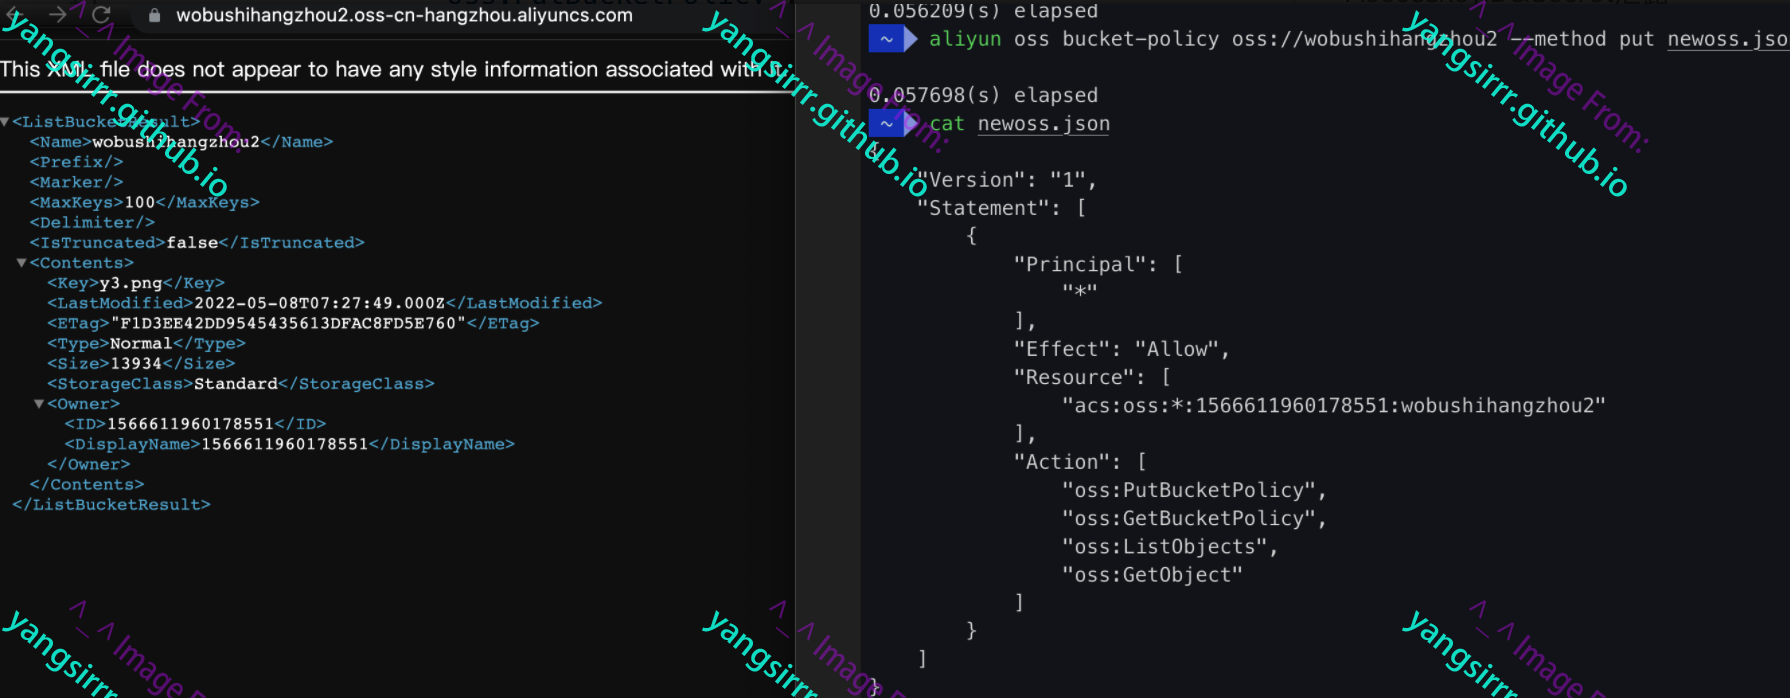 wobushihangzhou2.oss-cn-hangzhou.aliyuncs.com
This XML file does not appear to have any style information associated with it.
▼<ListBucketResult>
<Name>wobushihangzhou2</Name>
<Prefix/>
<Marker/>
<MaxKeys>100</MaxKeys>
<Delimiter/>
<IsTruncated>false</IsTruncated>
▼<Contents>
<Key>y3.png</Key>
<LastModified>2022-05-08T07:27:49.000Z</LastModified>
<ETag>"F1D3EE42DD9545435613DFAC8FD5E760"</ETag>
<Type>Normal</Type>
<Size>13934</Size>
<StorageClass>Standard</StorageClass>
▼<Owner>
<ID>1566611960178551</ID>
<DisplayName>1566611960178551</DisplayName>
</Owner>
</Contents>
</ListBucketResult>
0.056209(s) elapsed
~ aliyun oss bucket-policy oss://wobushihangzhou2 --method put newoss.jso
0.057698(s) elapsed
~ cat newoss.json
{
"Version": "1",
"Statement": [
{
"Principal": [
"*"
],
"Effect": "Allow",
"Resource": [
"acs:oss:*:1566611960178551:wobushihangzhou2"
],
"Action": [
"oss:PutBucketPolicy",
"oss:GetBucketPolicy",
"oss:ListObjects",
"oss:GetObject"
]
}
]
}
^_^ Image From:
yangsirrr.github.io
^_^ Image From:
yangsirrr.github.io
^_^ Image From:
yangsirrr.github.io
^_^ Image From
yangsirrr
^_^ Image From
yangsirrr
^_^ Image From
yangsirrr